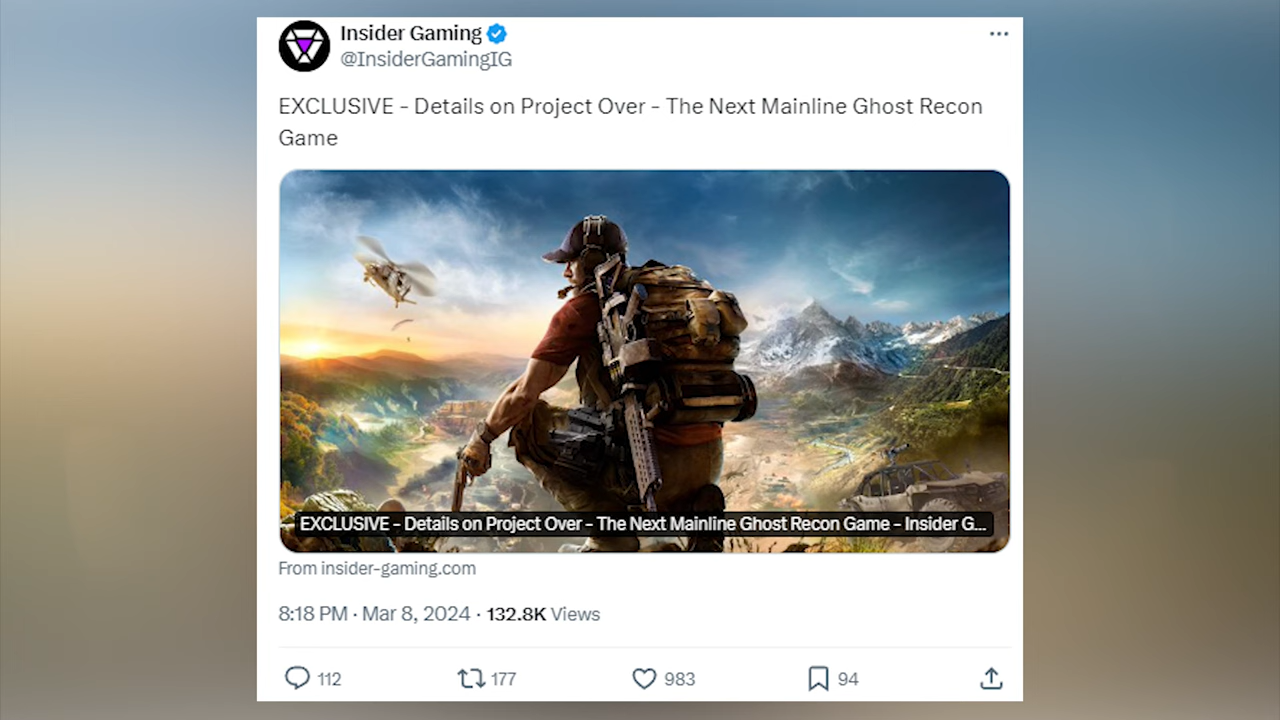 Insider Gaming
@InsiderGamingIG
EXCLUSIVE - Details on Project Over - The Next Mainline Ghost Recon
Game
EXCLUSIVE - Details on Project Over - The Next Mainline Ghost Recon Game - Insider G...
From insider-gaming.com
8:18 PM · Mar 8, 2024 · 132.8K Views
112 177 983 94